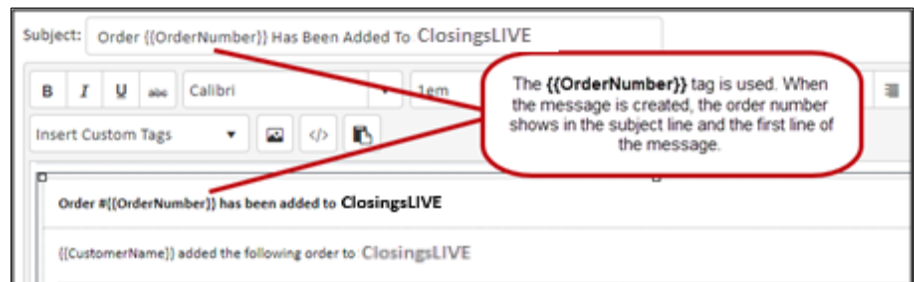 Subject: Order {{OrderNumber}} Has Been Added To ClosingsLIVE
B I U abc Calibri 1em
The {{OrderNumber}} tag is used. When
the message is created, the order number
shows in the subject line and the first line of
the message.
Insert Custom Tags </>
Order #{{OrderNumber}} has been added to ClosingsLIVE
{{CustomerName}} added the following order to ClosingsLIVE